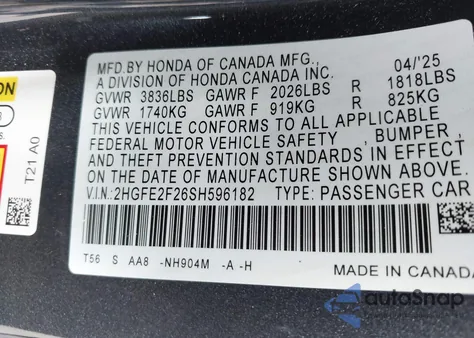 MFD.BY HONDA OF CANADA MFG., 04/'25
A DIVISION OF HONDA CANADA INC.
GVWR 3836LBS GAWR F 2026LBS R 1818LBS
GVWR 1740KG GAWR F 919KG R 825KG
THIS VEHICLE CONFORMS TO ALL APPLICABLE
FEDERAL MOTOR VEHICLE SAFETY, BUMPER,
AND THEFT PREVENTION STANDARDS IN EFFECT
ON THE DATE OF MANUFACTURE SHOWN ABOVE.
V.I.N.:2HGFE2F26SH596182 TYPE: PASSENGER CAR
T56 S AA8 -NH904M -A -H
MADE IN CANADA
T21 A0
autoSnap